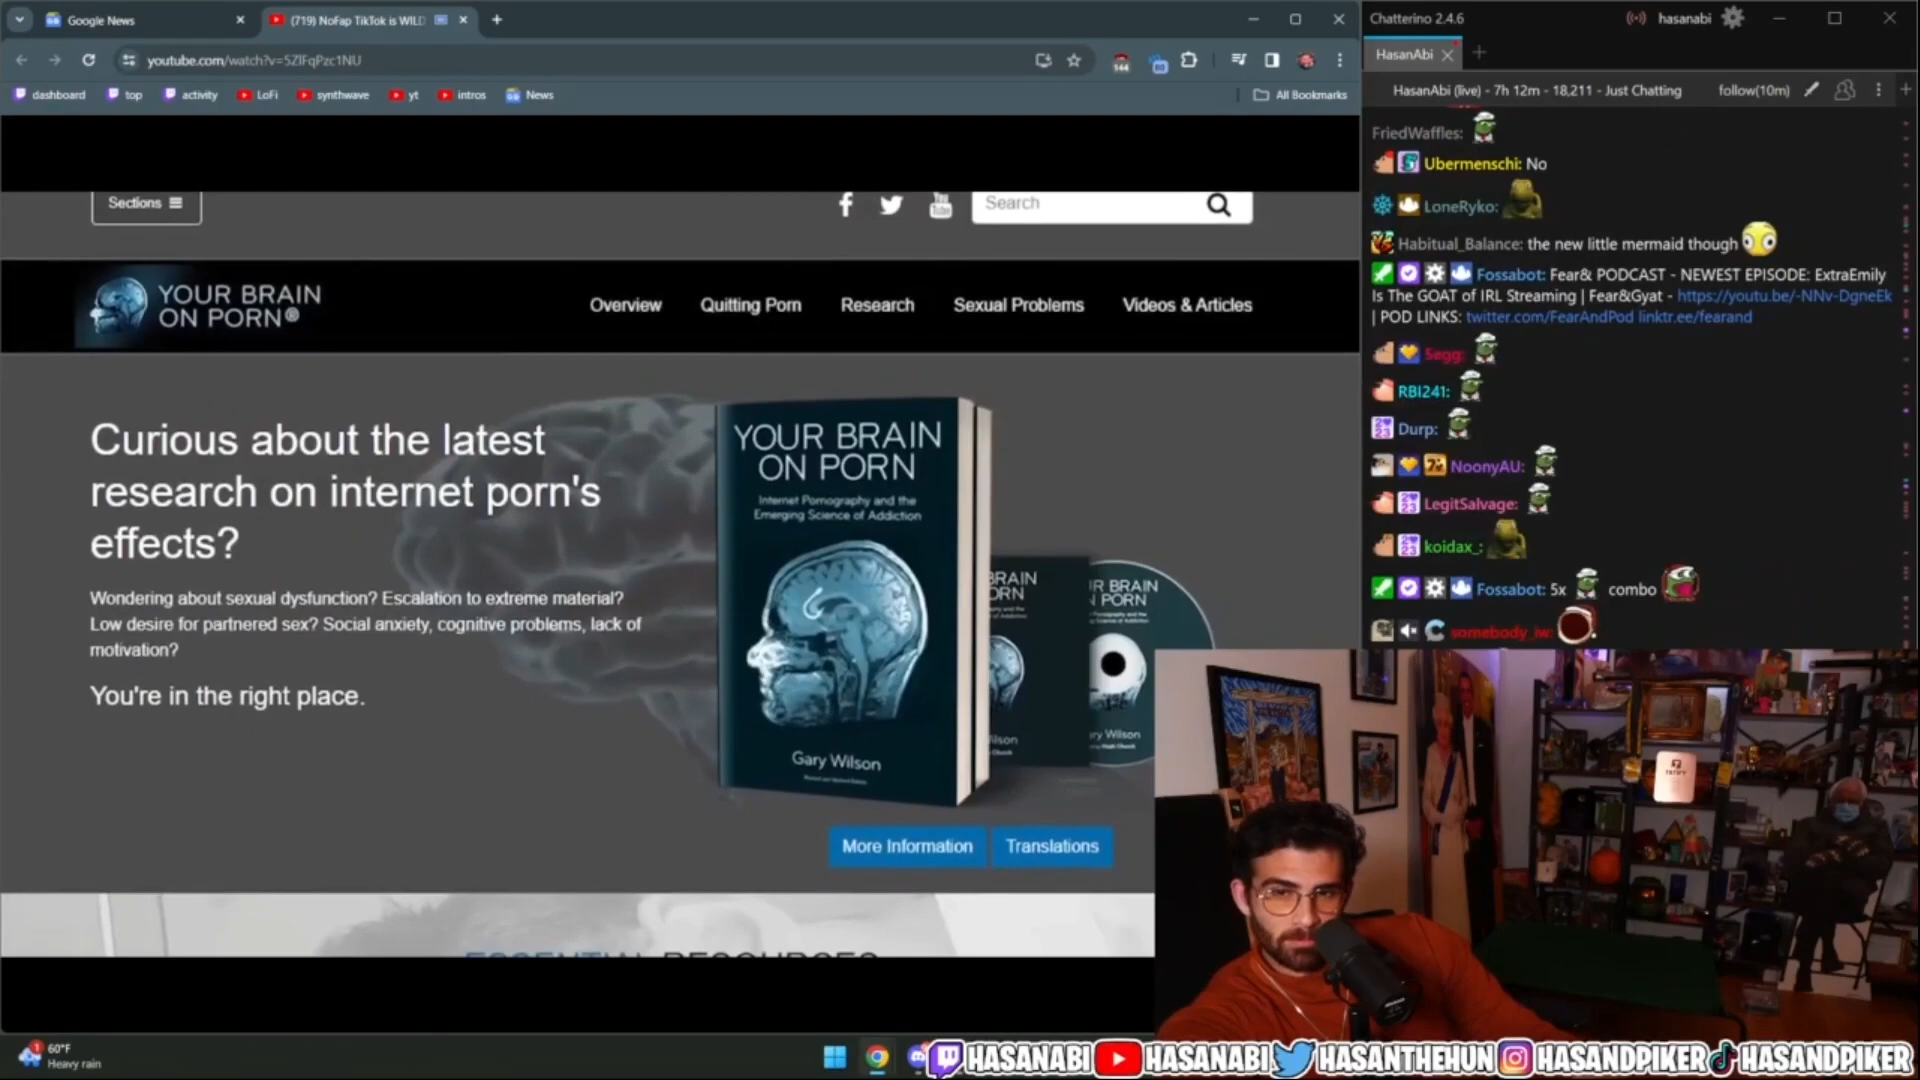 Google News
(719) NoFap TikTok is WILD
youtube.com/watch?v=5ZlFqPzc1NU
144
dashboard
top
activity
LoFi
synthwave
yt
intros
News
All Bookmarks
Sections
Search
YOUR BRAIN
ON PORN®
Overview
Quitting Porn
Research
Sexual Problems
Videos & Articles
Curious about the latest
research on internet porn's
effects?
Wondering about sexual dysfunction? Escalation to extreme material?
Low desire for partnered sex? Social anxiety, cognitive problems, lack of
motivation?
You're in the right place.
YOUR BRAIN
ON PORN
Internet Pornography and the
Emerging Science of Addiction
Gary Wilson
More Information
Translations
60°F
Heavy rain
Chatterino 2.4.6
hasanabi
HasanAbi
HasanAbi (live) - 7h 12m - 18,211 - Just Chatting
follow(10m)
FriedWaffles:
Ubermenschi: No
LoneRyko:
Habitual_Balance: the new little mermaid though
Fossabot: Fear& PODCAST - NEWEST EPISODE: ExtraEmily
Is The GOAT of IRL Streaming | Fear&Gyat - https://youtu.be/-NNv-DgneEk
| POD LINKS: twitter.com/FearAndPod linktr.ee/fearand
Segg:
RBI241:
Durp:
NoonyAU:
LegitSalvage:
koidax_:
Fossabot: 5x combo
somebody_iw:
HASANABI
HASANABI
HASANTHEHUN
HASANDPIKER
HASANDPIKER